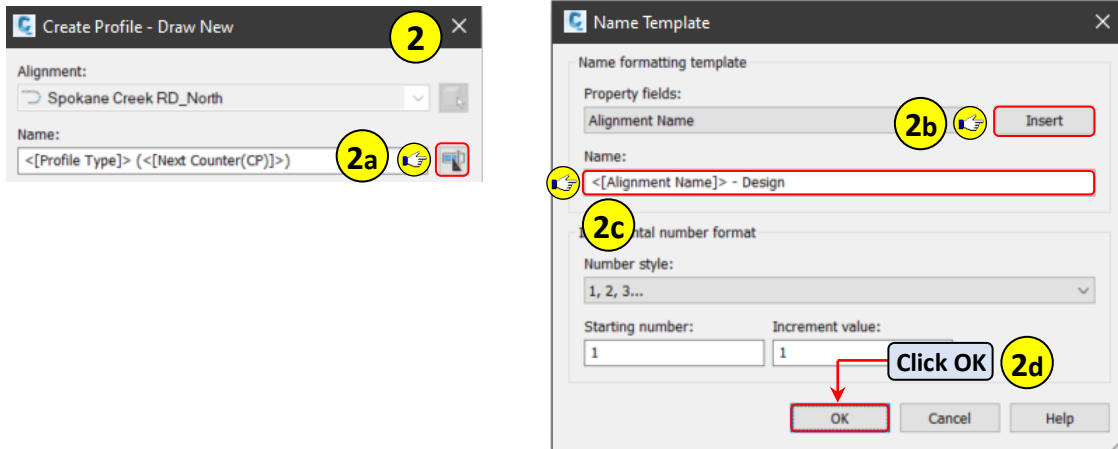 Create Profile - Draw New
2
Alignment:
Spokane Creek RD_North
Name:
<[Profile Type]> (<[Next Counter(CP)]>)
2a
Name Template
Name formatting template
Property fields:
Alignment Name
2b
Insert
Name:
<[Alignment Name]> - Design
2c
ntal number format
Number style:
1, 2, 3...
Starting number:
Increment value:
1
1
Click OK
2d
OK
Cancel
Help